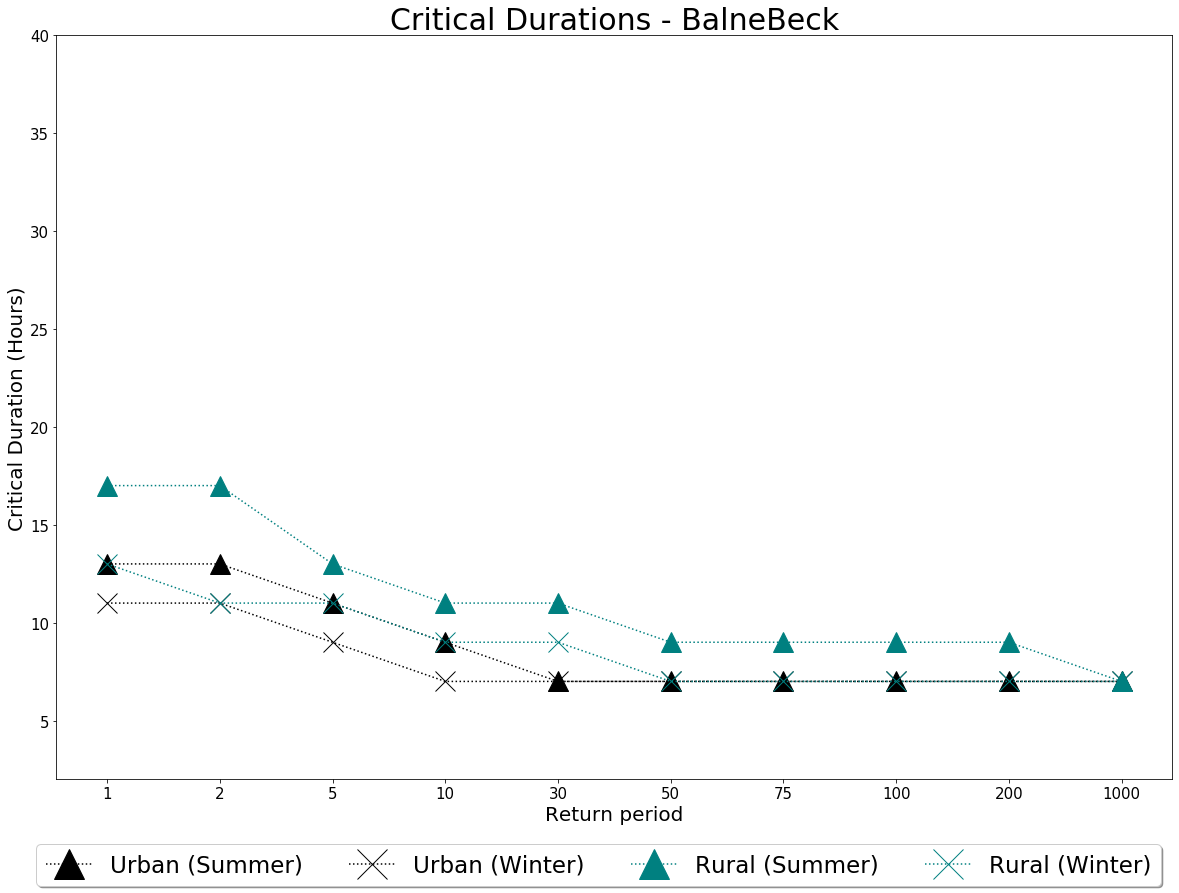 Critical Durations - BalneBeck
40
35
30
25
20
15
10
5
Critical Duration (Hours)
1 2 5 10 30 50 75 100 200 1000
Return period
Urban (Summer) Urban (Winter) Rural (Summer) Rural (Winter)